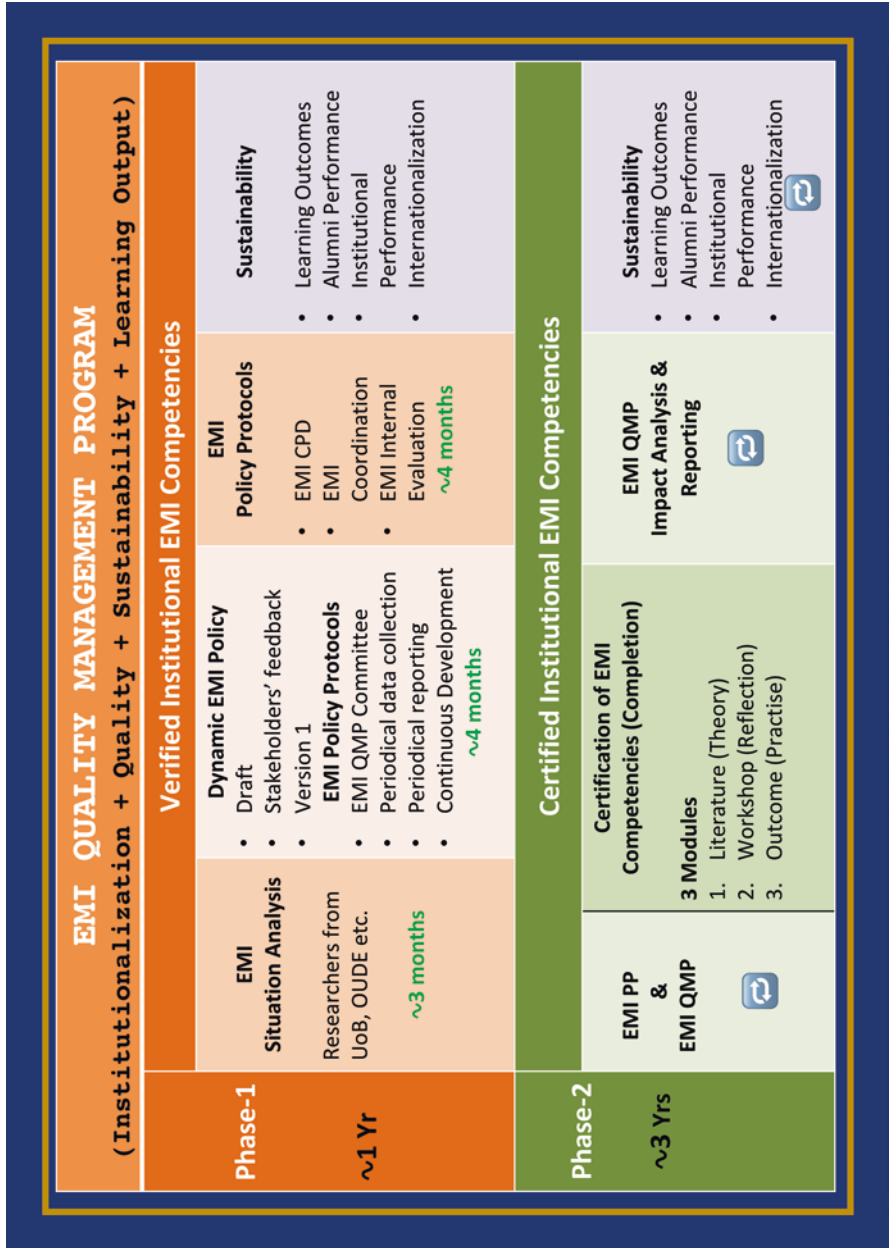 EMI QUALITY MANAGEMENT PROGRAM
(Institutionalization + Quality + Sustainability + Learning Output)
Phase-1
~1 Yr
Verified Institutional EMI Competencies
EMI
Situation Analysis
Researchers from
UoB, OUDE etc.
~3 months
Dynamic EMI Policy
• Draft
• Stakeholders’ feedback
• Version 1
EMI Policy Protocols
• EMI QMP Committee
• Periodical data collection
• Periodical reporting
• Continuous Development
~4 months
EMI
Policy Protocols
• EMI CPD
• EMI
Coordination
• EMI Internal
Evaluation
~4 months
Sustainability
• Learning Outcomes
• Alumni Performance
• Institutional
Performance
• Internationalization
Phase-2
~3 Yrs
Certified Institutional EMI Competencies
EMI PP
&
EMI QMP
Certification of EMI
Competencies (Completion)
3 Modules
1. Literature (Theory)
2. Workshop (Reflection)
3. Outcome (Practise)
EMI QMP
Impact Analysis &
Reporting
Sustainability
• Learning Outcomes
• Alumni Performance
• Institutional
Performance
• Internationalization